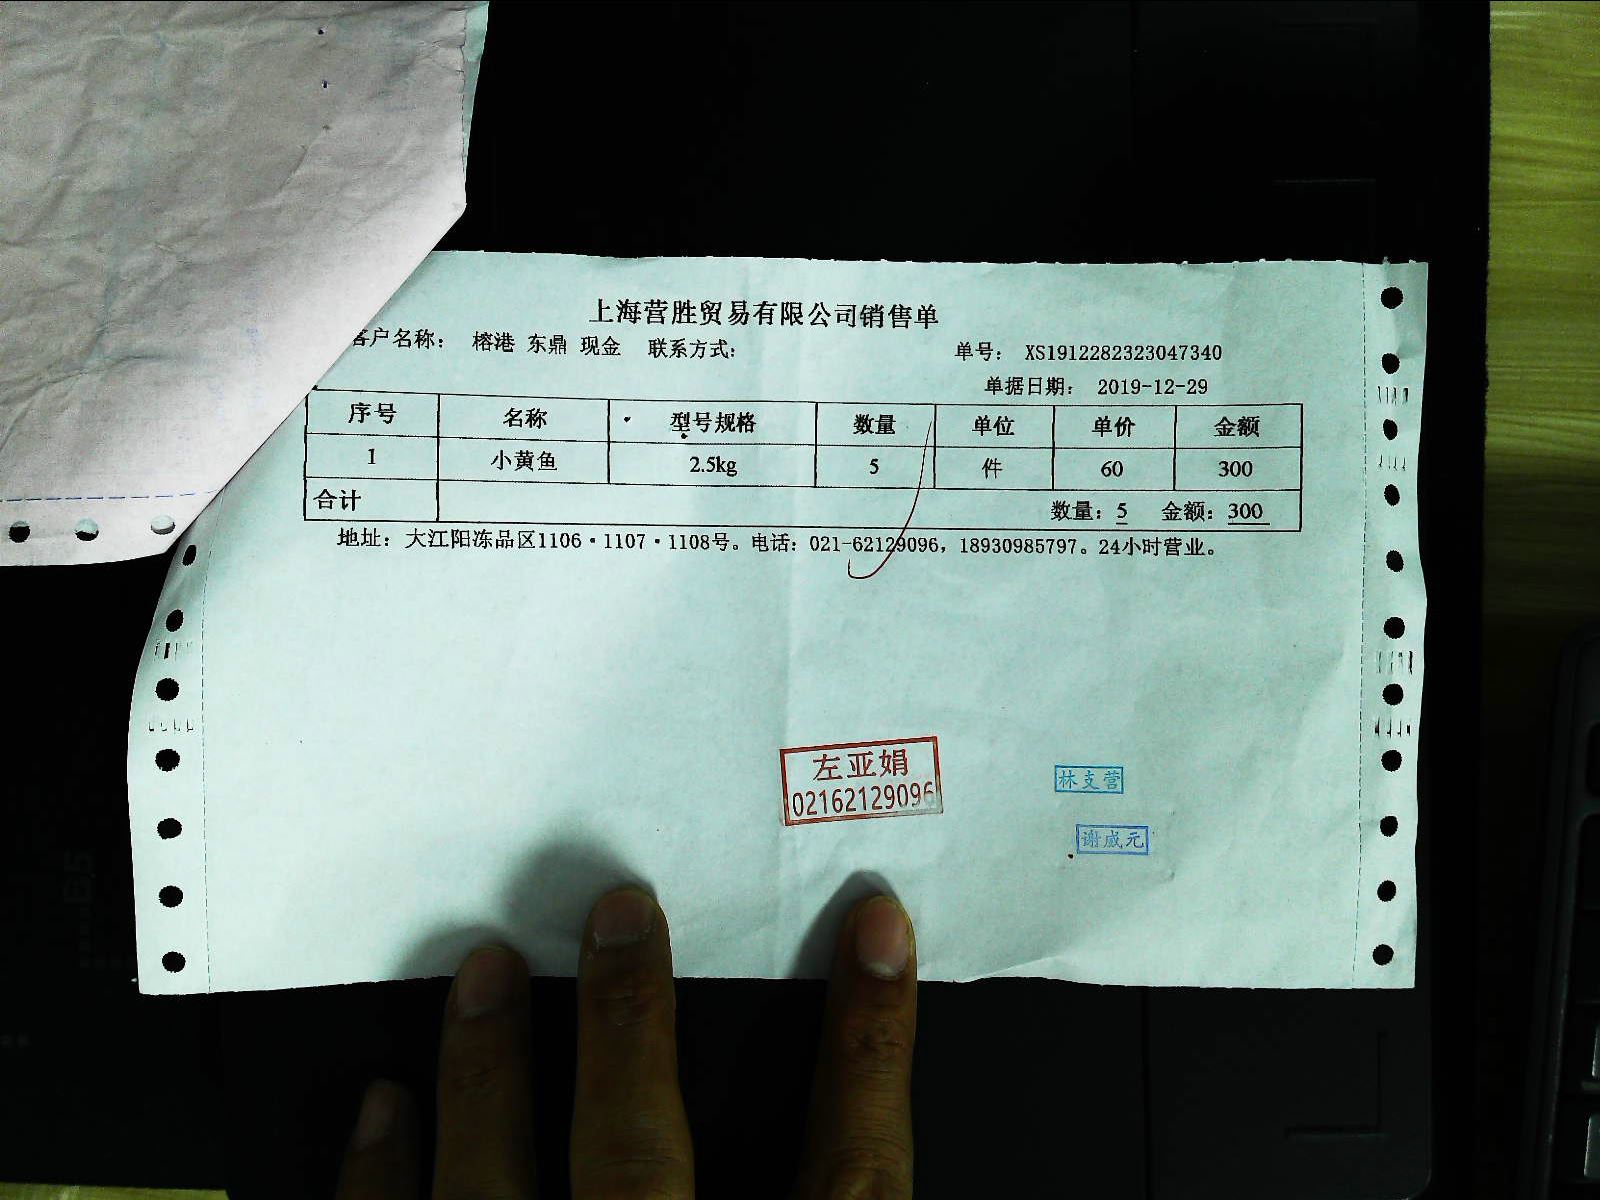 上海营胜贸易有限公司销售单
客户名称： 榕港 东鼎 现金 联系方式： 单号： XS1912282323047340
单据日期： 2019-12-29
序号 名称 型号规格 数量 单位 单价 金额
1 小黄鱼 2.5kg 5 件 60 300
合计 数量：5 金额：300
地址： 大江阳冻品区1106·1107·1108号。电话：021-62129096，18930985797。24小时营业。
左亚娟
02162129096
林支营
谢威元